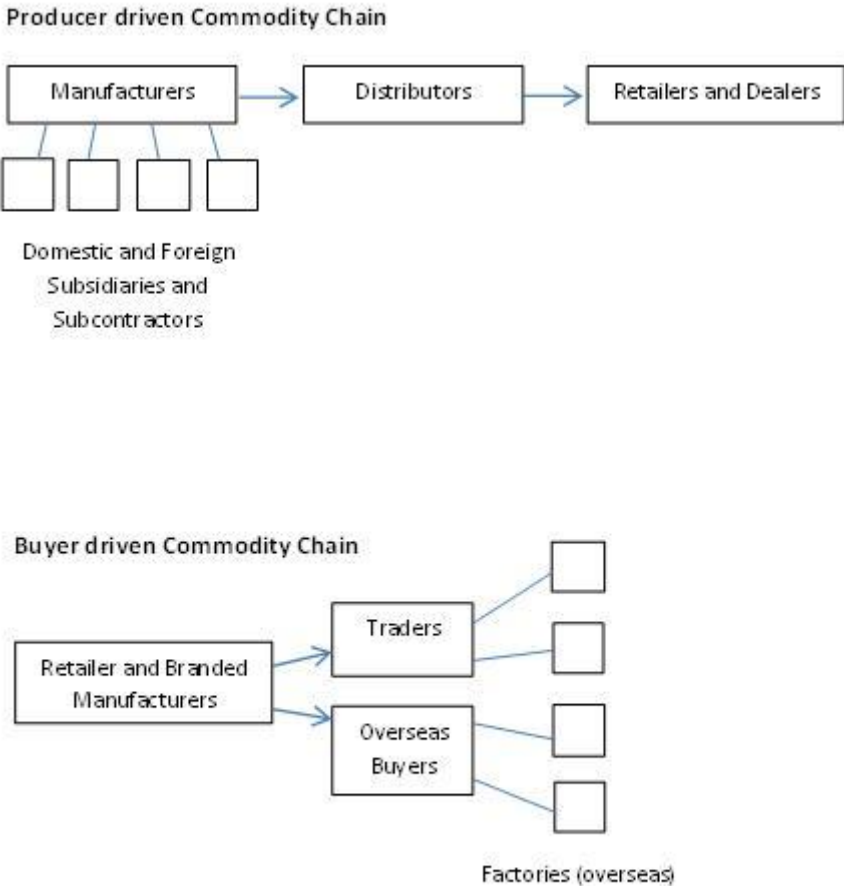 Producer driven Commodity Chain
Manufacturers
Distributors
Retailers and Dealers
Domestic and Foreign
Subsidiaries and
Subcontractors
Buyer driven Commodity Chain
Traders
Retailer and Branded
Manufacturers
Overseas
Buyers
Factories (overseas)